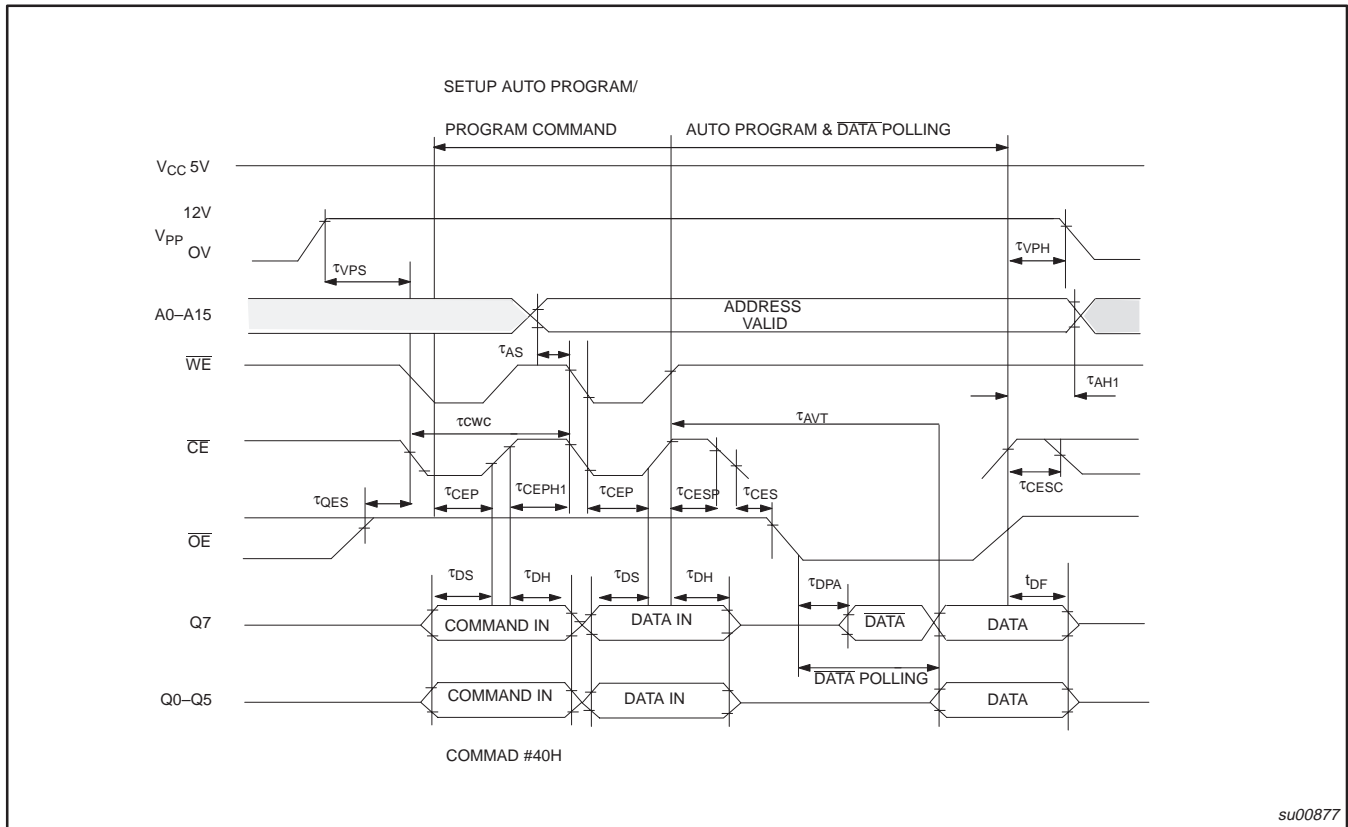 SETUP AUTO PROGRAM/
PROGRAM COMMAND
AUTO PROGRAM & DATA POLLING
VCC 5V
12V
VPP
OV
τVPS
τVPH
A0–A15
ADDRESS
VALID
τAS
WE
τAH1
τCWC
τAVT
CE
τCESC
τQES
τCEP
τCEPH1
τCEP
τCESP
τCES
OE
τDS
τDH
τDS
τDH
τDPA
tDF
Q7
COMMAND IN
DATA IN
DATA
DATA
DATA POLLING
Q0–Q5
COMMAND IN
DATA IN
DATA
COMMAD #40H
su00877